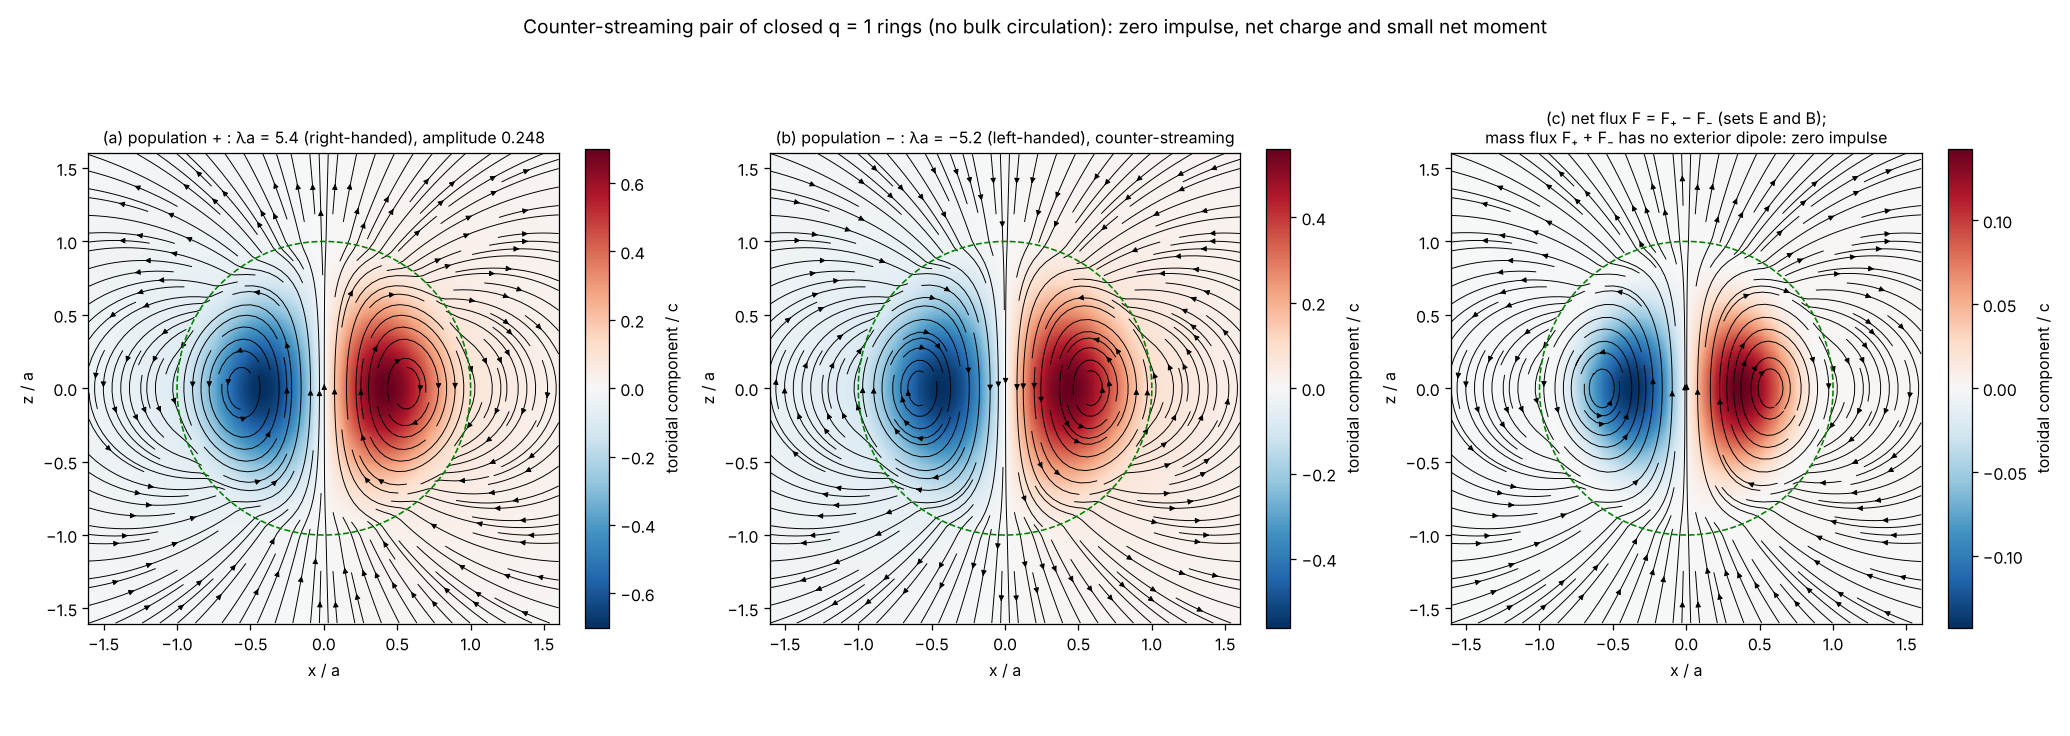 Counter-streaming pair of closed q = 1 rings (no bulk circulation): zero impulse, net charge and small net moment
(a) population + : λa = 5.4 (right-handed), amplitude 0.248
1.5
1.0
0.5
0.0
−0.5
−1.0
−1.5
z / a
−1.5 −1.0 −0.5 0.0 0.5 1.0 1.5
x / a
0.6
0.4
0.2
0.0
−0.2
−0.4
−0.6
toroidal component / c
(b) population − : λa = −5.2 (left-handed), counter-streaming
1.5
1.0
0.5
0.0
−0.5
−1.0
−1.5
z / a
−1.5 −1.0 −0.5 0.0 0.5 1.0 1.5
x / a
0.4
0.2
0.0
−0.2
−0.4
toroidal component / c
(c) net flux F = F₊ − F₋ (sets E and B);
mass flux F₊ + F₋ has no exterior dipole: zero impulse
1.5
1.0
0.5
0.0
−0.5
−1.0
−1.5
z / a
−1.5 −1.0 −0.5 0.0 0.5 1.0 1.5
x / a
0.10
0.05
0.00
−0.05
−0.10
toroidal component / c